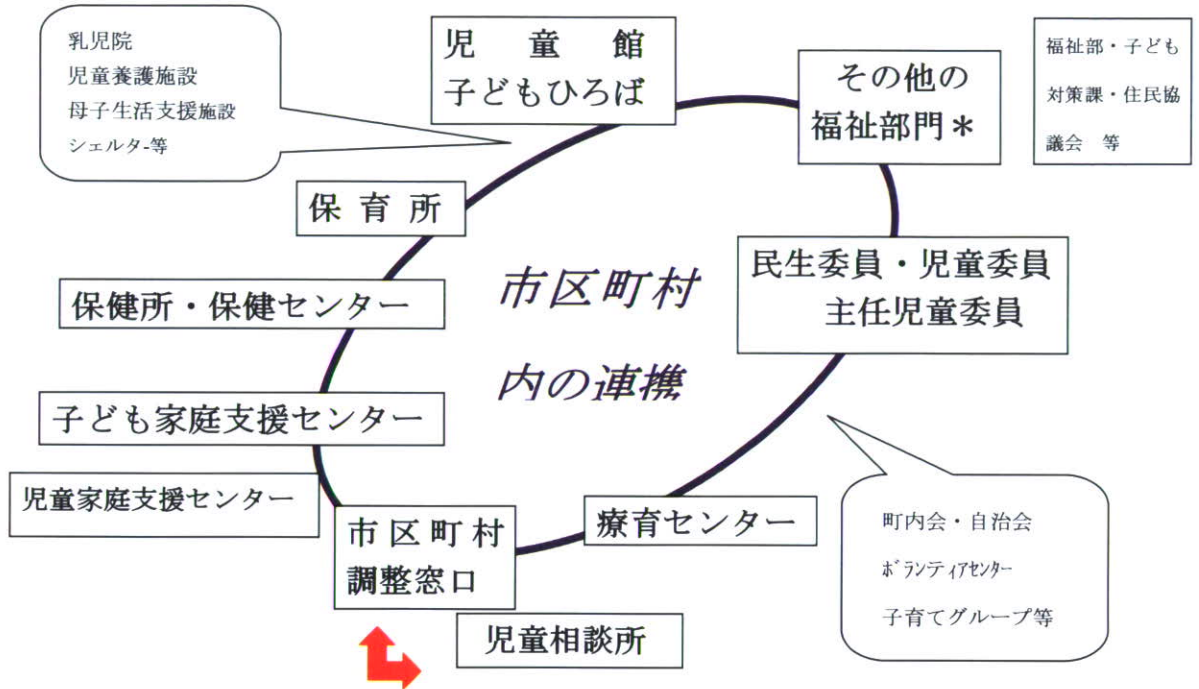 乳児院
児童養護施設
母子生活支援施設
シェルタ-等
児 童 館
子どもひろば
その他の
福祉部門＊
福祉部・子ども
対策課・住民協
議会 等
保 育 所
保健所・保健センター
市区町村
内の連携
民生委員・児童委員
主任児童委員
子ども家庭支援センター
児童家庭支援センター
市区町村
調整窓口
療育センター
児童相談所
町内会・自治会
ﾎﾞﾗﾝﾃｨｱｾﾝﾀｰ
子育てグループ等